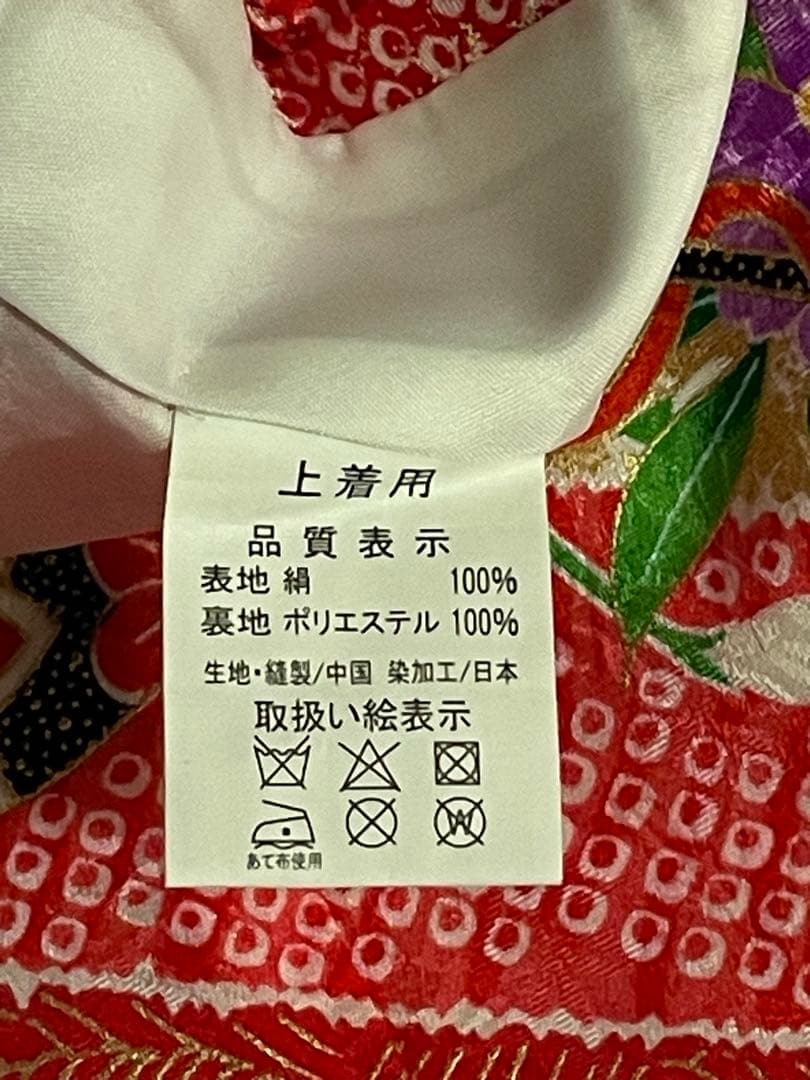 上着用
品質表示
表地 絹 100%
裏地 ポリエステル 100%
生地・縫製/中国 染加工/日本
取扱い絵表示
W
あて布使用